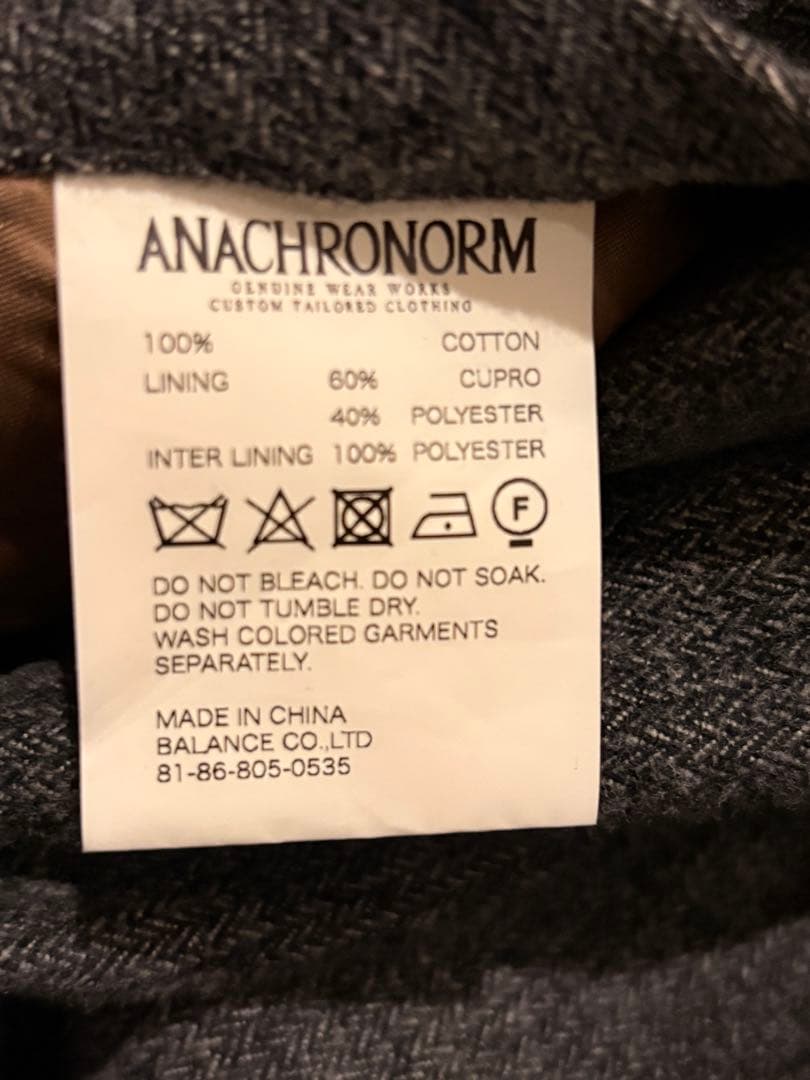 ANACHRONORM
GENUINE WEAR WORKS
CUSTOM TAILORED CLOTHING
100% COTTON
LINING 60% CUPRO
40% POLYESTER
INTER LINING 100% POLYESTER
F
DO NOT BLEACH. DO NOT SOAK.
DO NOT TUMBLE DRY.
WASH COLORED GARMENTS
SEPARATELY.
MADE IN CHINA
BALANCE CO.,LTD
81-86-805-0535